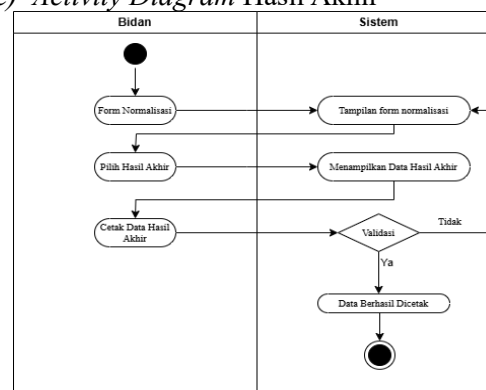 Activity Diagram Hasil Akhir
Bidan
Sistem
Form Normalisasi
Tampilan form normalisasi
Pilih Hasil Akhir
Menampilkan Data Hasil Akhir
Cetak Data Hasil
Akhir
Validasi
Tidak
Ya
Data Berhasil Dicetak